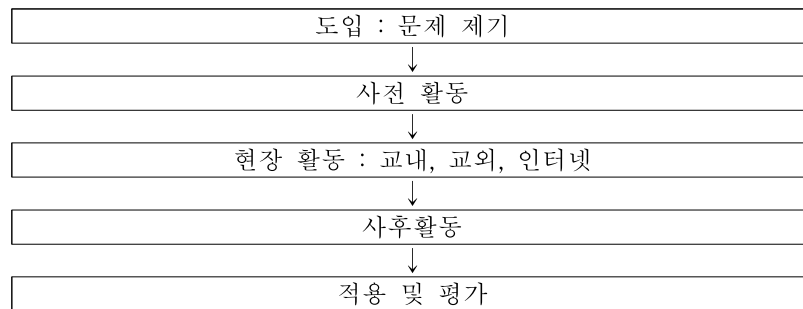 도입 : 문제 제기
사전 활동
현장 활동 : 교내, 교외, 인터넷
사후활동
적용 및 평가